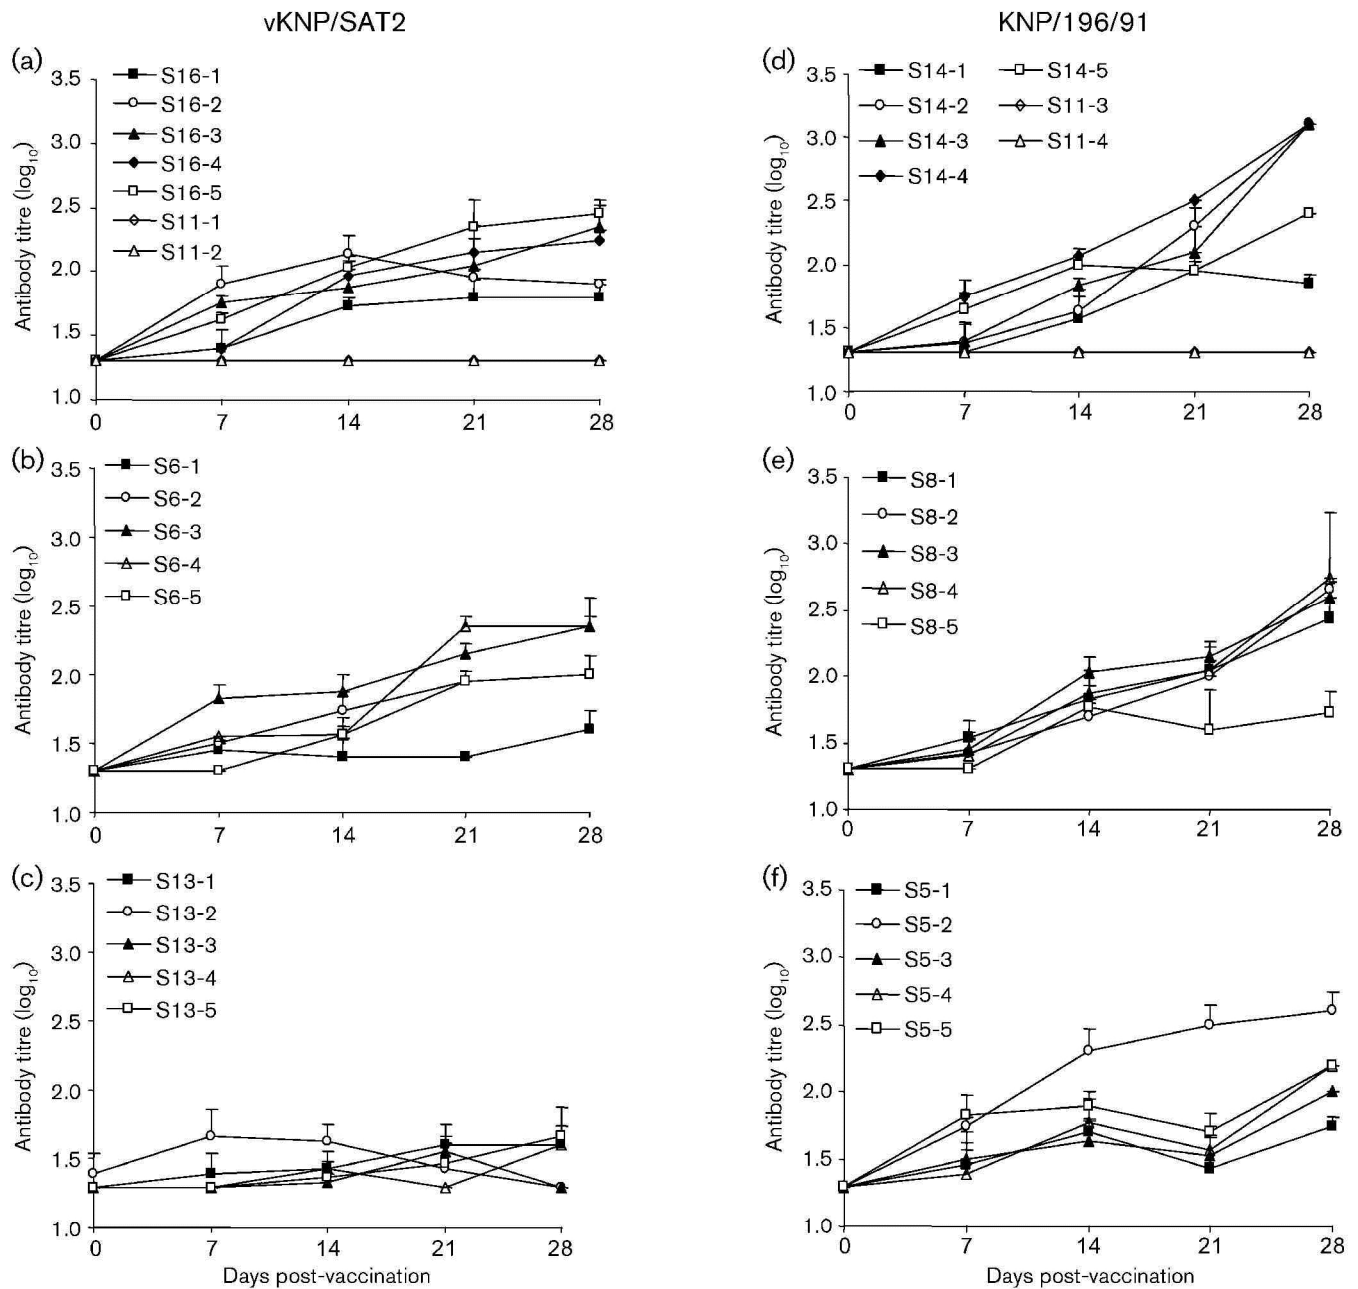 vKNP/SAT2
KNP/196/91
(a)
Antibody titre (log10)
3.5
3.0
2.5
2.0
1.5
1.0
S16-1
S16-2
S16-3
S16-4
S16-5
S11-1
S11-2
0 7 14 21 28
(d)
Antibody titre (log10)
3.5
3.0
2.5
2.0
1.5
1.0
S14-1 S14-5
S14-2 S11-3
S14-3 S11-4
S14-4
0 7 14 21 28
(b)
Antibody titre (log10)
3.5
3.0
2.5
2.0
1.5
1.0
S6-1
S6-2
S6-3
S6-4
S6-5
0 7 14 21 28
(e)
Antibody titre (log10)
3.5
3.0
2.5
2.0
1.5
1.0
S8-1
S8-2
S8-3
S8-4
S8-5
0 7 14 21 28
(c)
Antibody titre (log10)
3.5
3.0
2.5
2.0
1.5
1.0
S13-1
S13-2
S13-3
S13-4
S13-5
0 7 14 21 28
Days post-vaccination
(f)
Antibody titre (log10)
3.5
3.0
2.5
2.0
1.5
1.0
S5-1
S5-2
S5-3
S5-4
S5-5
0 7 14 21 28
Days post-vaccination